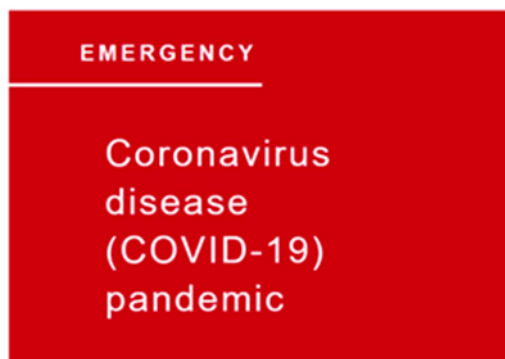 EMERGENCY
Coronavirus
disease
(COVID-19)
pandemic